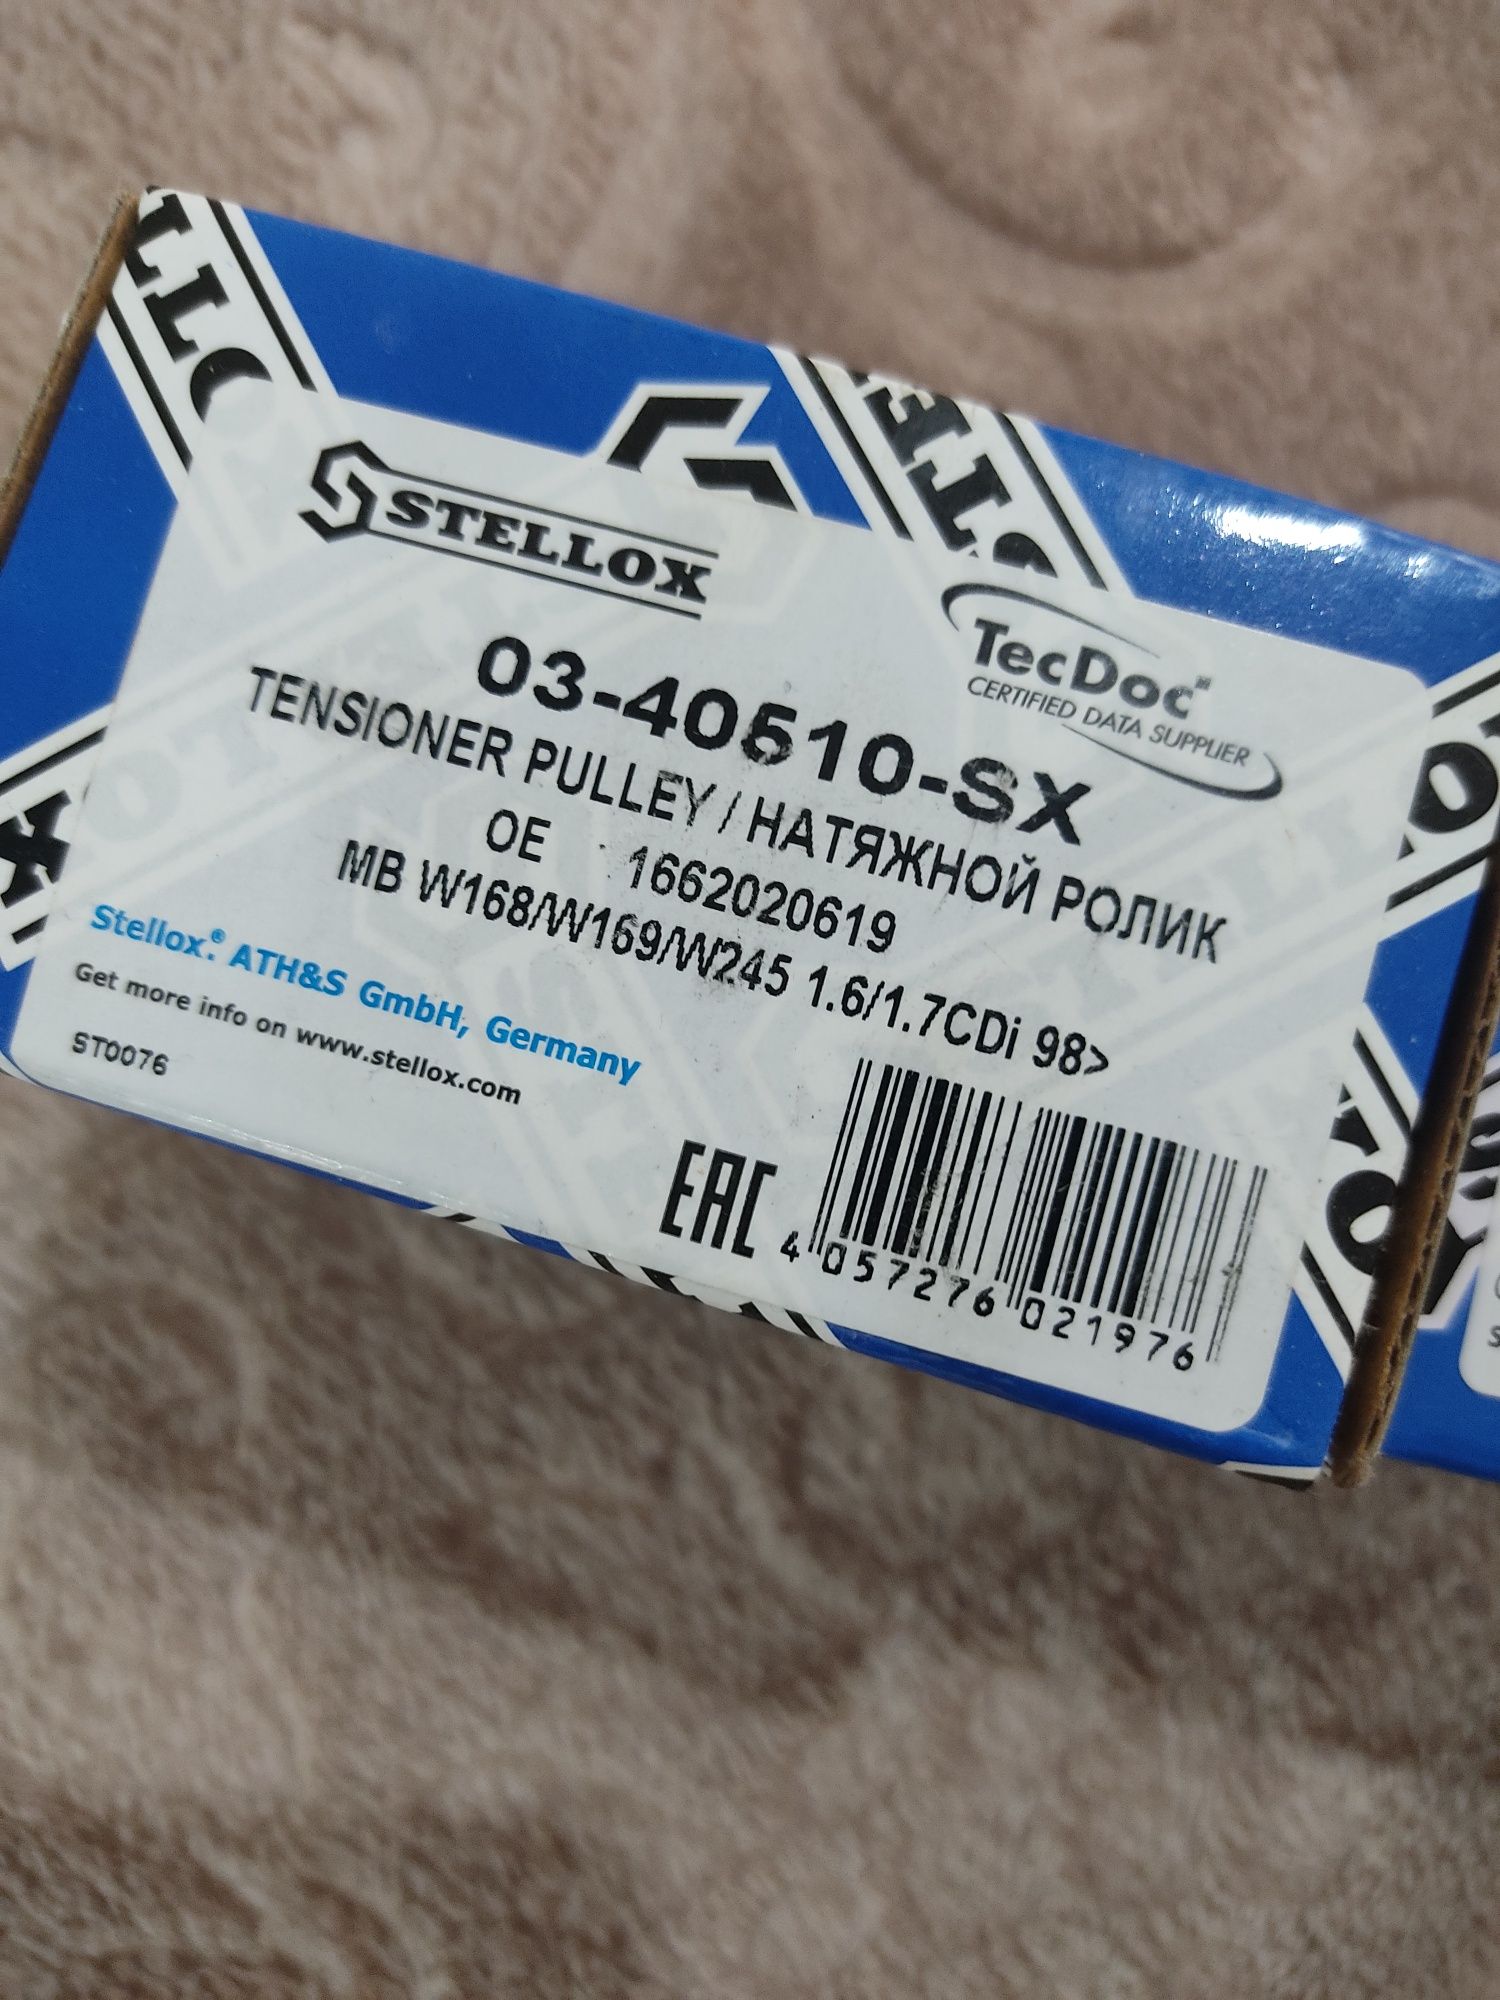 STELLOX
TecDoc
CERTIFIED DATA SUPPLIER
03-40510-SX
TENSIONER PULLEY / НАТЯЖНОЙ РОЛИК
OE 1662020619
MB W168/W169/W245 1.6/1.7CDi 98>
Stellox® ATH&S GmbH, Germany
Get more info on www.stellox.com
ST0076
EAC
4 057276 021976